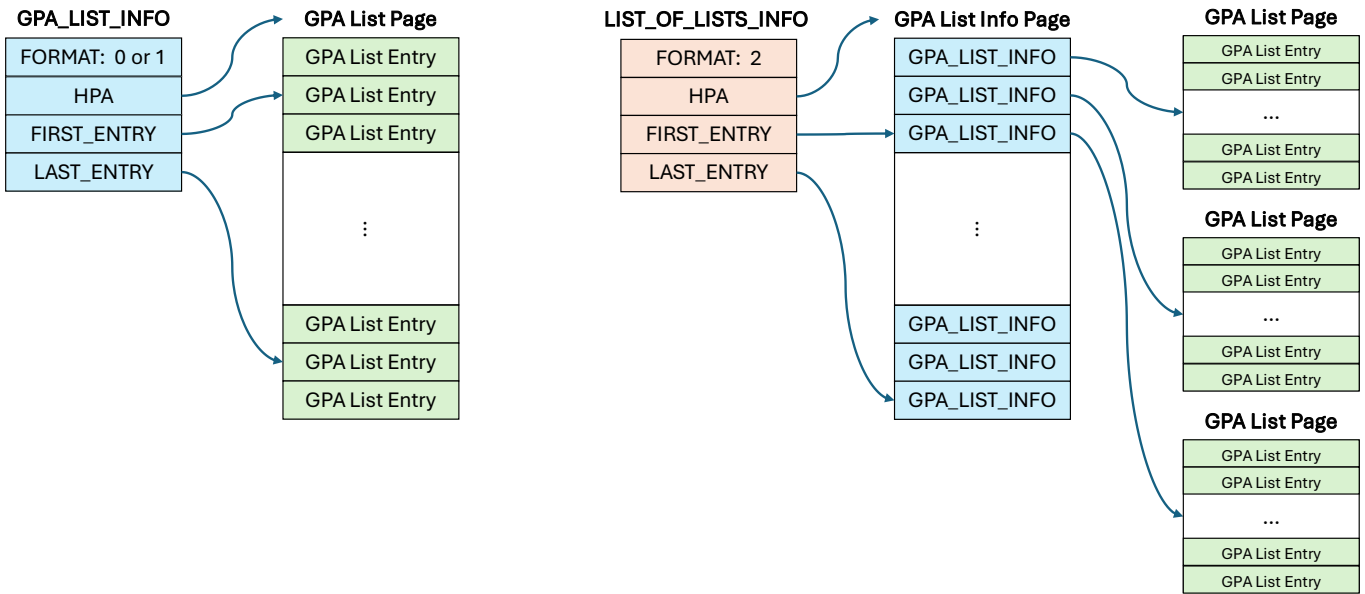 GPA_LIST_INFO
FORMAT: 0 or 1
HPA
FIRST_ENTRY
LAST_ENTRY
GPA List Page
GPA List Entry
GPA List Entry
GPA List Entry
...
GPA List Entry
GPA List Entry
GPA List Entry
LIST_OF_LISTS_INFO
FORMAT: 2
HPA
FIRST_ENTRY
LAST_ENTRY
GPA List Info Page
GPA_LIST_INFO
GPA_LIST_INFO
GPA_LIST_INFO
...
GPA_LIST_INFO
GPA_LIST_INFO
GPA_LIST_INFO
GPA List Page
GPA List Entry
GPA List Entry
...
GPA List Entry
GPA List Entry
GPA List Page
GPA List Entry
GPA List Entry
...
GPA List Entry
GPA List Entry
GPA List Page
GPA List Entry
GPA List Entry
...
GPA List Entry
GPA List Entry